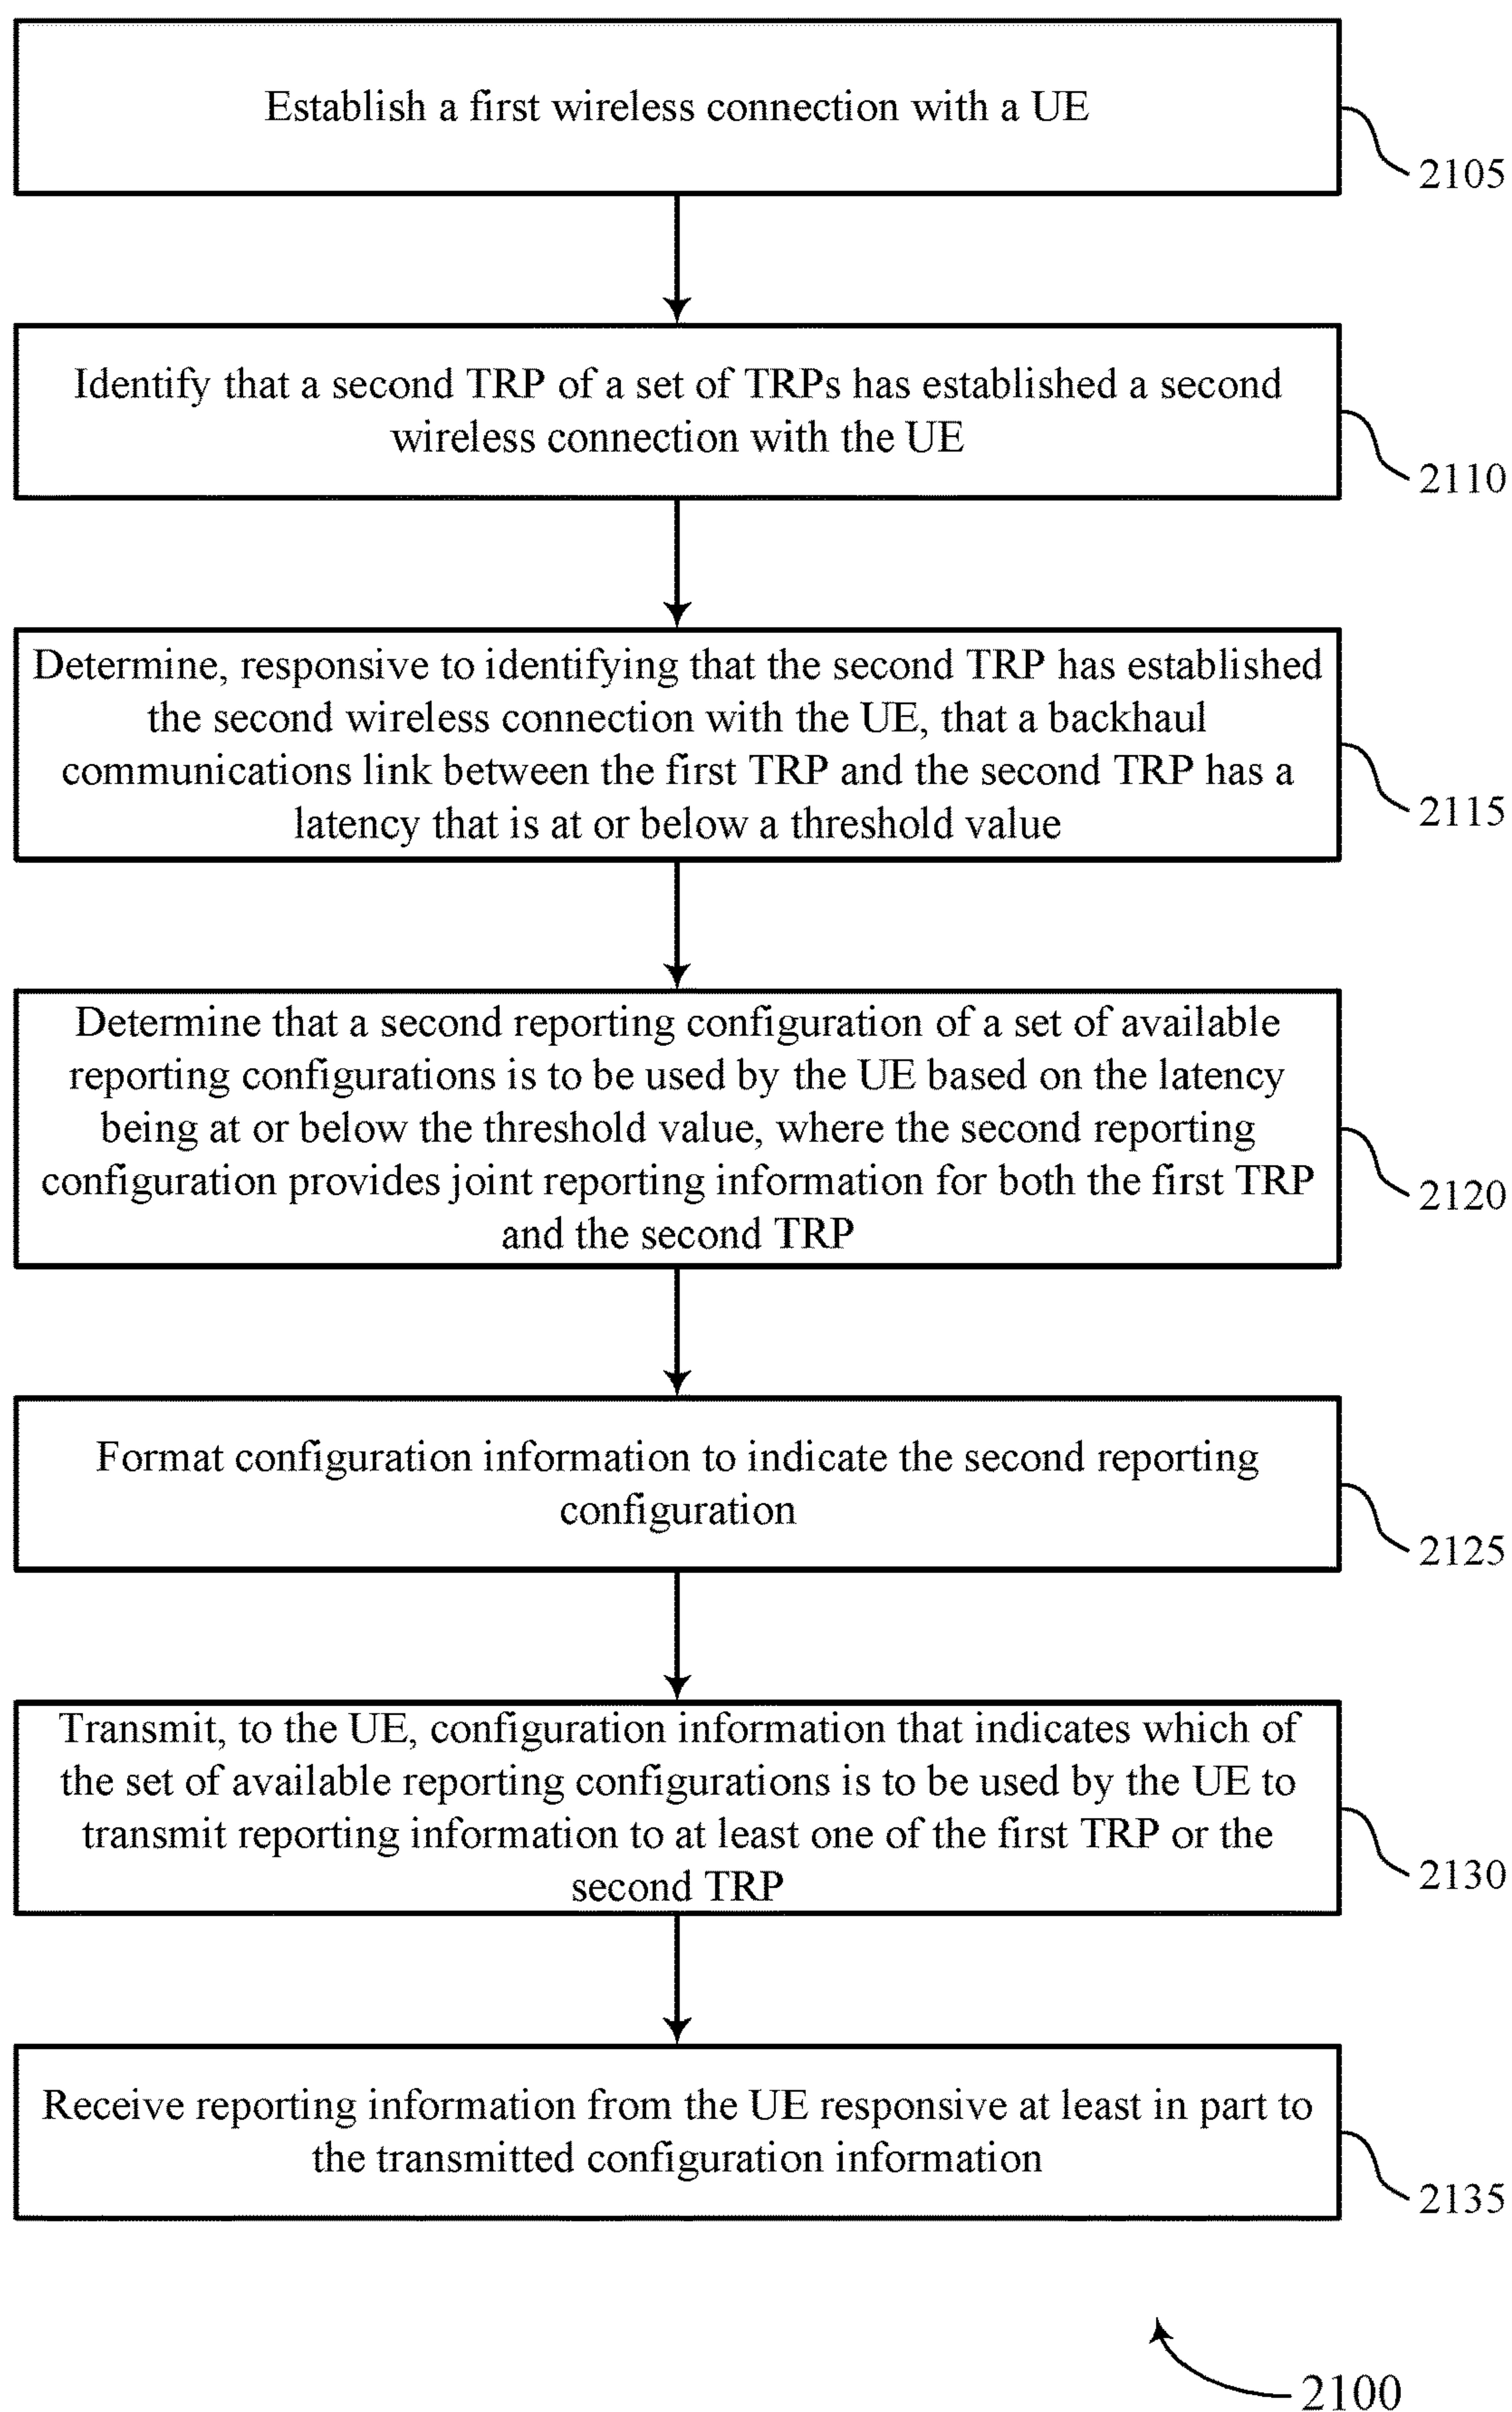 Establish a first wireless connection with a UE
2105
Identify that a second TRP of a set of TRPs has established a second
wireless connection with the UE
2110
Determine, responsive to identifying that the second TRP has established
the second wireless connection with the UE, that a backhaul
communications link between the first TRP and the second TRP has a
latency that is at or below a threshold value
2115
Determine that a second reporting configuration of a set of available
reporting configurations is to be used by the UE based on the latency
being at or below the threshold value, where the second reporting
configuration provides joint reporting information for both the first TRP
and the second TRP
2120
Format configuration information to indicate the second reporting
configuration
2125
Transmit, to the UE, configuration information that indicates which of
the set of available reporting configurations is to be used by the UE to
transmit reporting information to at least one of the first TRP or the
second TRP
2130
Receive reporting information from the UE responsive at least in part to
the transmitted configuration information
2135
2100